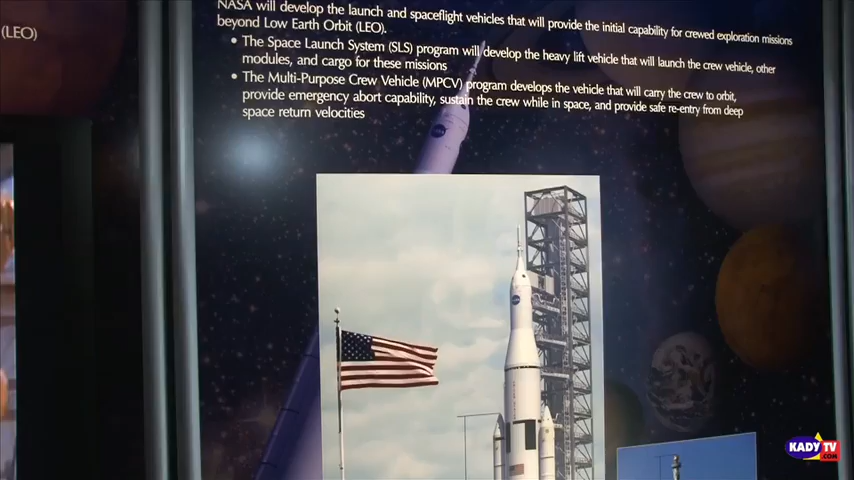 NASA will develop the launch and spaceflight vehicles that will provide the initial capability for crewed exploration missions
beyond Low Earth Orbit (LEO).
(LEO)
• The Space Launch System (SLS) program will develop the heavy lift vehicle that will launch the crew vehicle, other
modules, and cargo for these missions
• The Multi-Purpose Crew Vehicle (MPCV) program develops the vehicle that will carry the crew to orbit,
provide emergency abort capability, sustain the crew while in space, and provide safe re-entry from deep
space return velocities
KADY TV
.COM